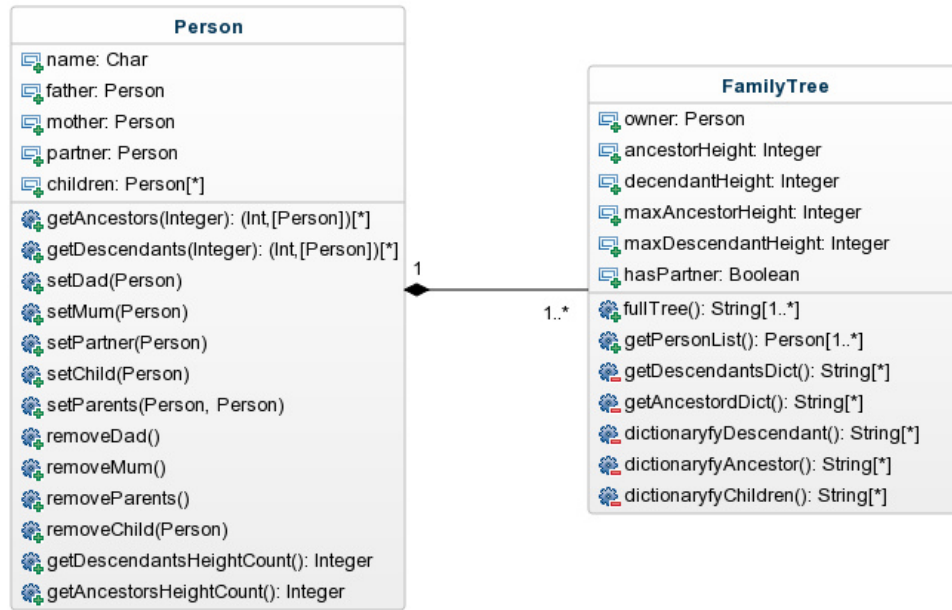 Person
name: Char
father: Person
mother: Person
partner: Person
children: Person[*]
getAncestors(Integer): (Int,[Person])[*]
getDescendants(Integer): (Int,[Person])[*]
setDad(Person)
setMum(Person)
setPartner(Person)
setChild(Person)
setParents(Person, Person)
removeDad()
removeMum()
removeParents()
removeChild(Person)
getDescendantsHeightCount(): Integer
getAncestorsHeightCount(): Integer
1
1..*
FamilyTree
owner: Person
ancestorHeight: Integer
decendantHeight: Integer
maxAncestorHeight: Integer
maxDescendantHeight: Integer
hasPartner: Boolean
fullTree(): String[1..*]
getPersonList(): Person[1..*]
getDescendantsDict(): String[*]
getAncestordDict(): String[*]
dictionaryfyDescendant(): String[*]
dictionaryfyAncestor(): String[*]
dictionaryfyChildren(): String[*]